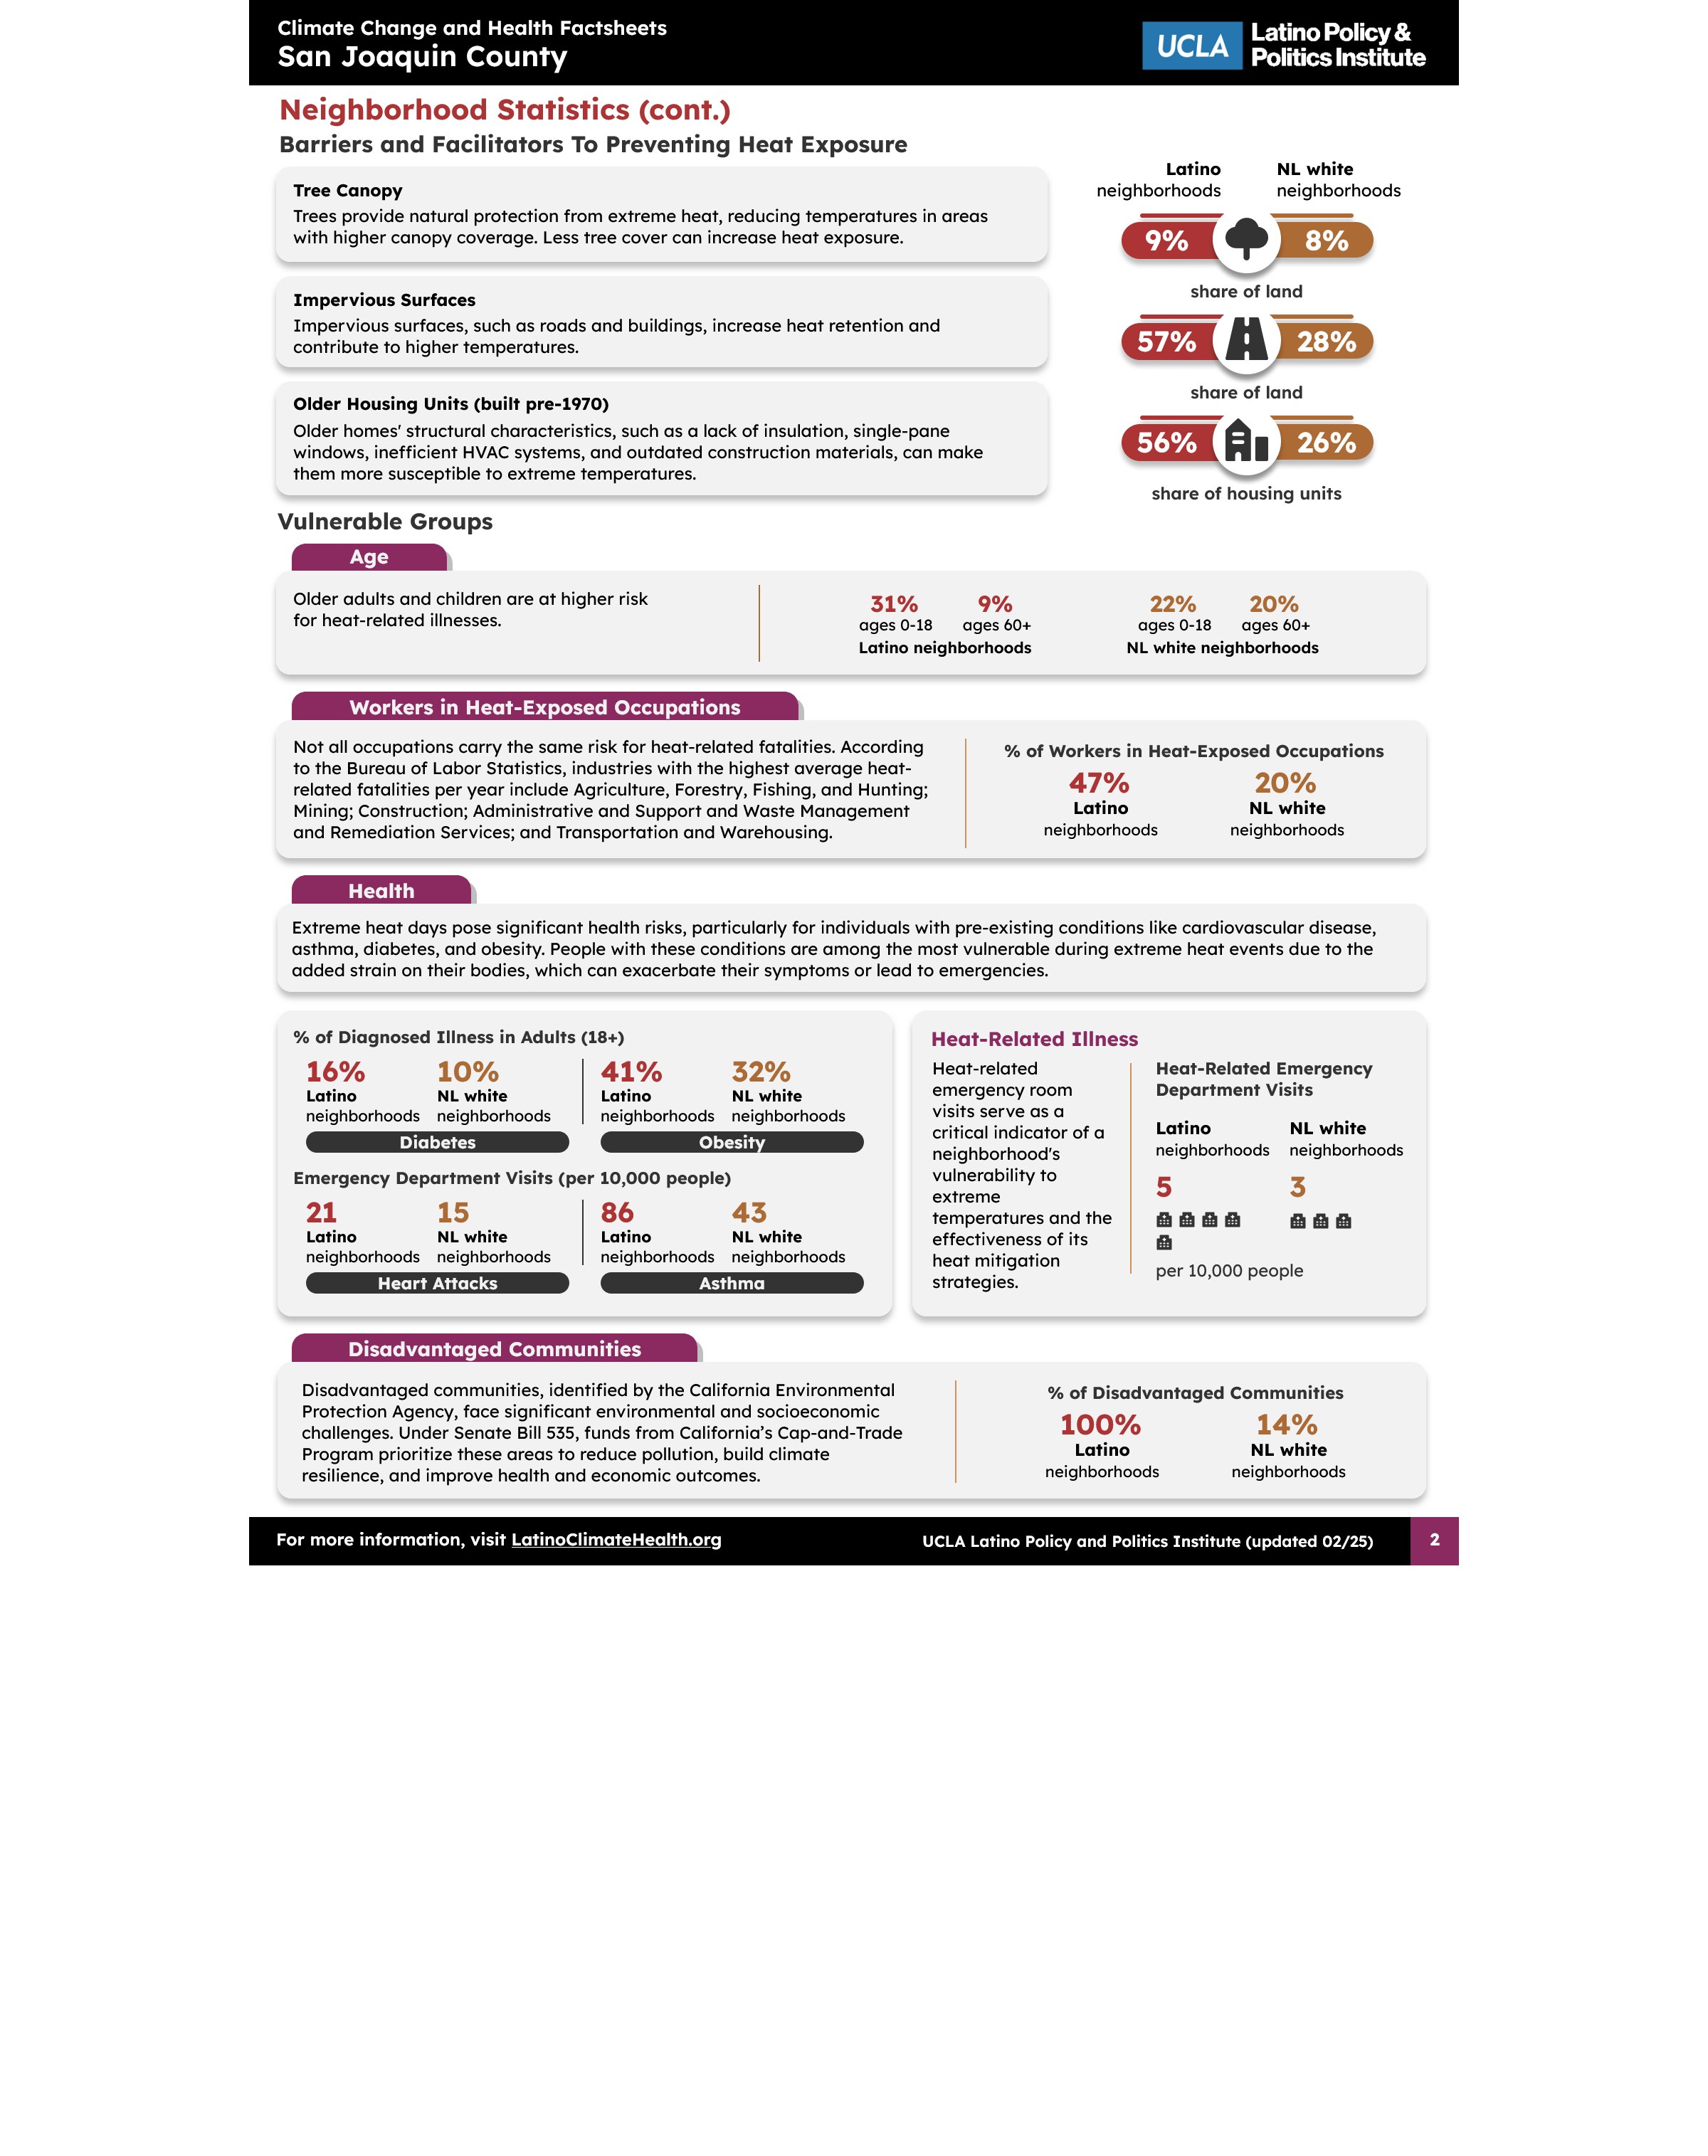 Climate Change and Health Factsheets
San Joaquin County
UCLA Latino Policy &
Politics Institute
Neighborhood Statistics (cont.)
Barriers and Facilitators To Preventing Heat Exposure
Tree Canopy
Trees provide natural protection from extreme heat, reducing temperatures in areas
with higher canopy coverage. Less tree cover can increase heat exposure.
Impervious Surfaces
Impervious surfaces, such as roads and buildings, increase heat retention and
contribute to higher temperatures.
Older Housing Units (built pre-1970)
Older homes' structural characteristics, such as a lack of insulation, single-pane
windows, inefficient HVAC systems, and outdated construction materials, can make
them more susceptible to extreme temperatures.
Latino NL white
neighborhoods neighborhoods
9% 8%
share of land
57% 28%
share of land
56% 26%
share of housing units
Vulnerable Groups
Age
Older adults and children are at higher risk
for heat-related illnesses.
31% 9% 22% 20%
ages 0-18 ages 60+ ages 0-18 ages 60+
Latino neighborhoods NL white neighborhoods
Workers in Heat-Exposed Occupations
Not all occupations carry the same risk for heat-related fatalities. According
to the Bureau of Labor Statistics, industries with the highest average heat-
related fatalities per year include Agriculture, Forestry, Fishing, and Hunting;
Mining; Construction; Administrative and Support and Waste Management
and Remediation Services; and Transportation and Warehousing.
% of Workers in Heat-Exposed Occupations
47% 20%
Latino NL white
neighborhoods neighborhoods
Health
Extreme heat days pose significant health risks, particularly for individuals with pre-existing conditions like cardiovascular disease,
asthma, diabetes, and obesity. People with these conditions are among the most vulnerable during extreme heat events due to the
added strain on their bodies, which can exacerbate their symptoms or lead to emergencies.
% of Diagnosed Illness in Adults (18+)
16% 10% 41% 32%
Latino NL white Latino NL white
neighborhoods neighborhoods neighborhoods neighborhoods
Diabetes Obesity
Emergency Department Visits (per 10,000 people)
21 15 86 43
Latino NL white Latino NL white
neighborhoods neighborhoods neighborhoods neighborhoods
Heart Attacks Asthma
Heat-Related Illness
Heat-related
emergency room
visits serve as a
critical indicator of a
neighborhood's
vulnerability to
extreme
temperatures and the
effectiveness of its
heat mitigation
strategies.
Heat-Related Emergency
Department Visits
Latino NL white
neighborhoods neighborhoods
5 3
per 10,000 people
Disadvantaged Communities
Disadvantaged communities, identified by the California Environmental
Protection Agency, face significant environmental and socioeconomic
challenges. Under Senate Bill 535, funds from California’s Cap-and-Trade
Program prioritize these areas to reduce pollution, build climate
resilience, and improve health and economic outcomes.
% of Disadvantaged Communities
100% 14%
Latino NL white
neighborhoods neighborhoods
For more information, visit LatinoClimateHealth.org
UCLA Latino Policy and Politics Institute (updated 02/25) 2